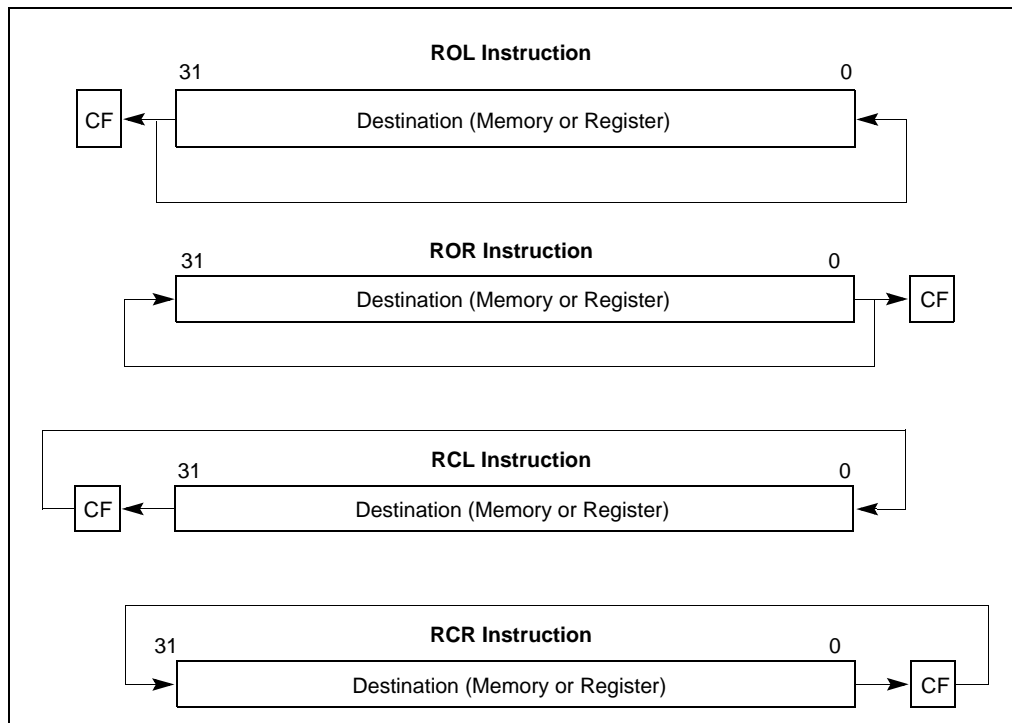 ROL Instruction
31 0
CF Destination (Memory or Register)
ROR Instruction
31 0
Destination (Memory or Register) CF
RCL Instruction
31 0
CF Destination (Memory or Register)
RCR Instruction
31 0
Destination (Memory or Register) CF